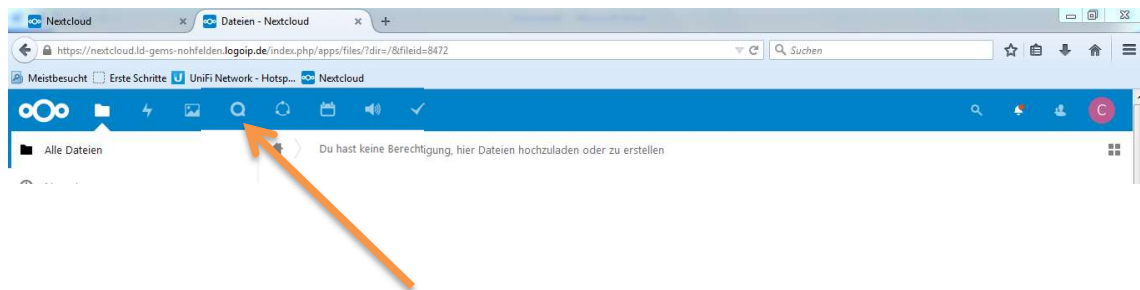 Nextcloud
Dateien - Nextcloud
https://nextcloud.ld-gems-nohfelden.logoip.de/index.php/apps/files/?dir=/&fileid=8472
Suchen
Meistbesucht Erste Schritte UniFi Network - Hotsp... Nextcloud
C
Alle Dateien
Du hast keine Berechtigung, hier Dateien hochzuladen oder zu erstellen